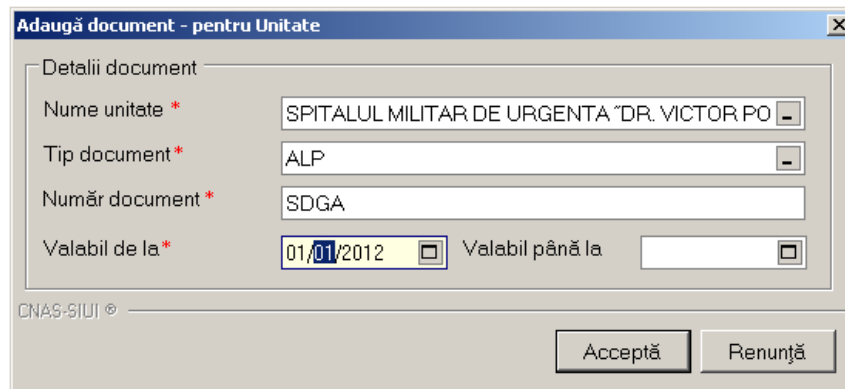 Adaugă document - pentru Unitate
Detalii document
Nume unitate * SPITALUL MILITAR DE URGENTA "DR. VICTOR PO
Tip document * ALP
Număr document * SDGA
Valabil de la * 01/01/2012 Valabil până la
CNAS-SIUI ®
Acceptă Renunță